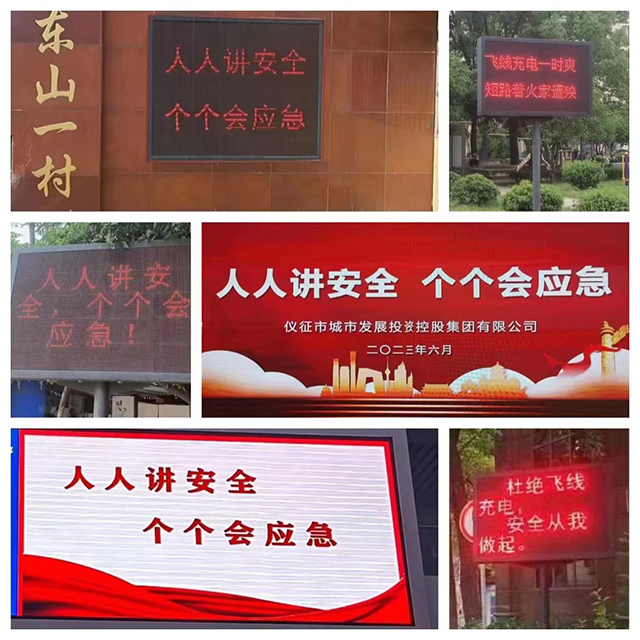 东山一村
人人讲安全
个个会应急
飞线充电一时爽
短路着火家遭殃
人人讲安
全，个个会
应急！
人人讲安全 个个会应急
仪征市城市发展投资控股集团有限公司
二〇二三年六月
人人讲安全
个个会应急
杜绝飞线
充电，
安全从我
做起。